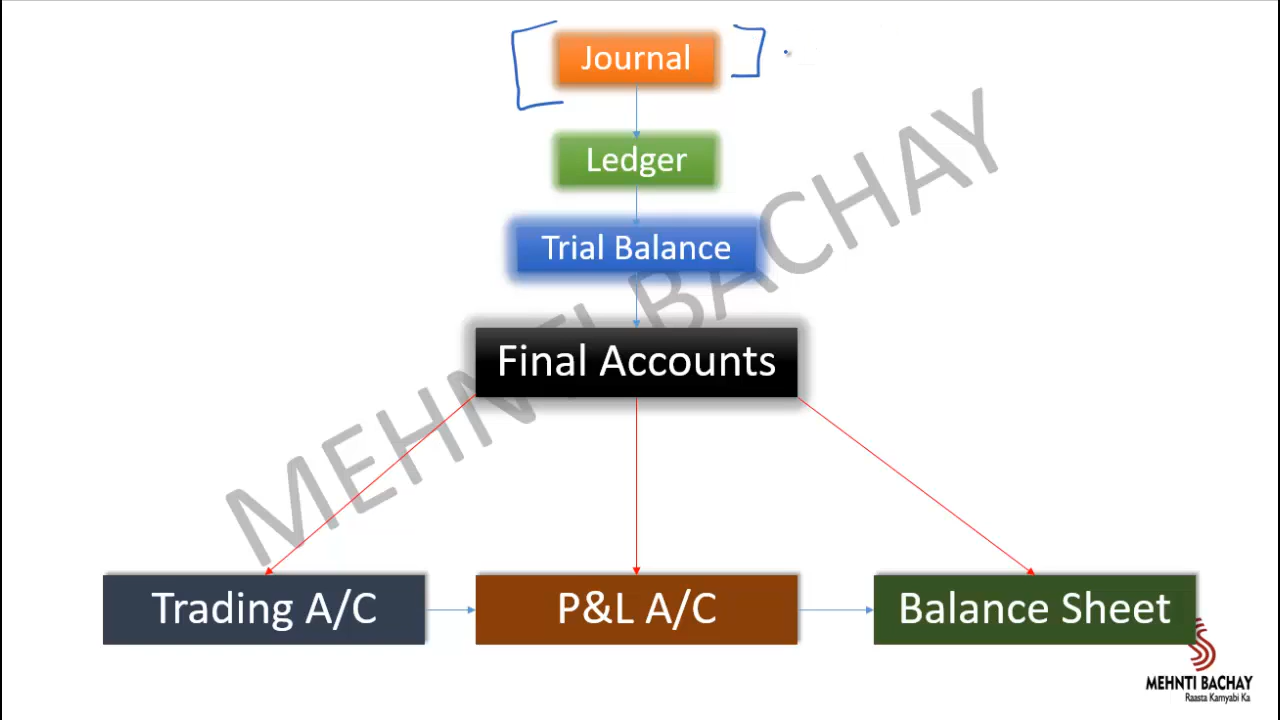 Journal
Ledger
Trial Balance
MEHNTI BACHAY
Final Accounts
Trading A/C
P&L A/C
Balance Sheet
MEHNTI BACHAY
Raasta Kamyabi Ka